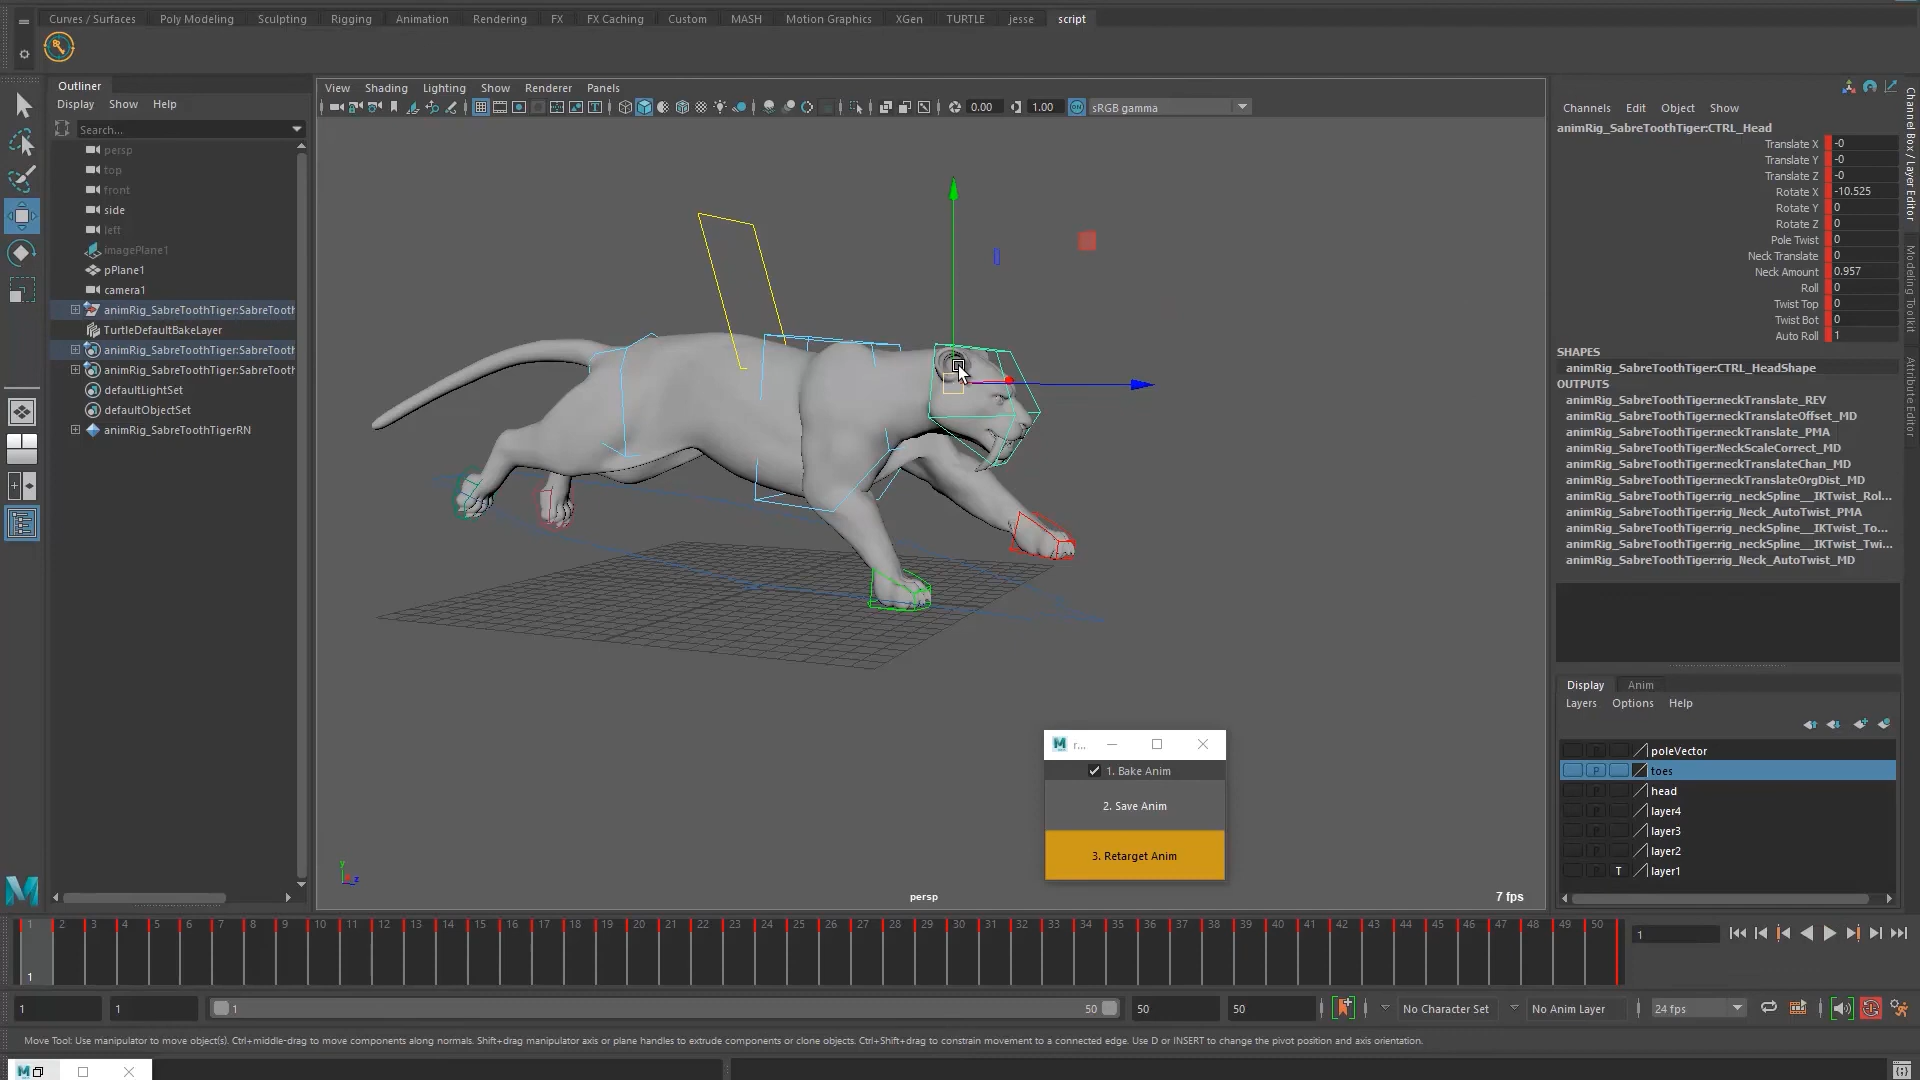 Curves / Surfaces Poly Modeling Sculpting Rigging Animation Rendering FX FX Caching Custom MASH Motion Graphics XGen TURTLE jesse script
Outliner
Display Show Help
Search...
persp
top
front
side
left
imagePlane1
pPlane1
camera1
animRig_SabreToothTiger:SabreTooth
TurtleDefaultBakeLayer
animRig_SabreToothTiger:SabreTooth
animRig_SabreToothTiger:SabreTooth
defaultLightSet
defaultObjectSet
animRig_SabreToothTigerRN
View Shading Lighting Show Renderer Panels
0.00 1.00 ON sRGB gamma
y
z
persp
7 fps
r...
1. Bake Anim
2. Save Anim
3. Retarget Anim
Channels Edit Object Show
animRig_SabreToothTiger:CTRL_Head
Translate X -0
Translate Y -0
Translate Z -0
Rotate X -10.525
Rotate Y 0
Rotate Z 0
Pole Twist 0
Neck Translate 0
Neck Amount 0.957
Roll 0
Twist Top 0
Twist Bot 0
Auto Roll 1
SHAPES
animRig_SabreToothTiger:CTRL_HeadShape
OUTPUTS
animRig_SabreToothTiger:neckTranslate_REV
animRig_SabreToothTiger:neckTranslateOffset_MD
animRig_SabreToothTiger:neckTranslate_PMA
animRig_SabreToothTiger:NeckScaleCorrect_MD
animRig_SabreToothTiger:neckTranslateChan_MD
animRig_SabreToothTiger:neckTranslateOrgDist_MD
animRig_SabreToothTiger:rig_neckSpline__IKTwist_Rol...
animRig_SabreToothTiger:rig_Neck_AutoTwist_PMA
animRig_SabreToothTiger:rig_neckSpline__IKTwist_To...
animRig_SabreToothTiger:rig_neckSpline__IKTwist_Twi...
animRig_SabreToothTiger:rig_Neck_AutoTwist_MD
Channel Box / Layer Editor
Modeling Toolkit
Attribute Editor
Display Anim
Layers Options Help
P poleVector
P toes
P head
P layer4
P layer3
P layer2
P T layer1
1 2 3 4 5 6 7 8 9 10 11 12 13 14 15 16 17 18 19 20 21 22 23 24 25 26 27 28 29 30 31 32 33 34 35 36 37 38 39 40 41 42 43 44 45 46 47 48 49 50
1
1
1 1 1 50 50 50 No Character Set No Anim Layer 24 fps
Move Tool: Use manipulator to move object(s). Ctrl+middle-drag to move components along normals. Shift+drag manipulator axis or plane handles to extrude components or clone objects. Ctrl+Shift+drag to constrain movement to a connected edge. Use D or INSERT to change the pivot position and axis orientation.